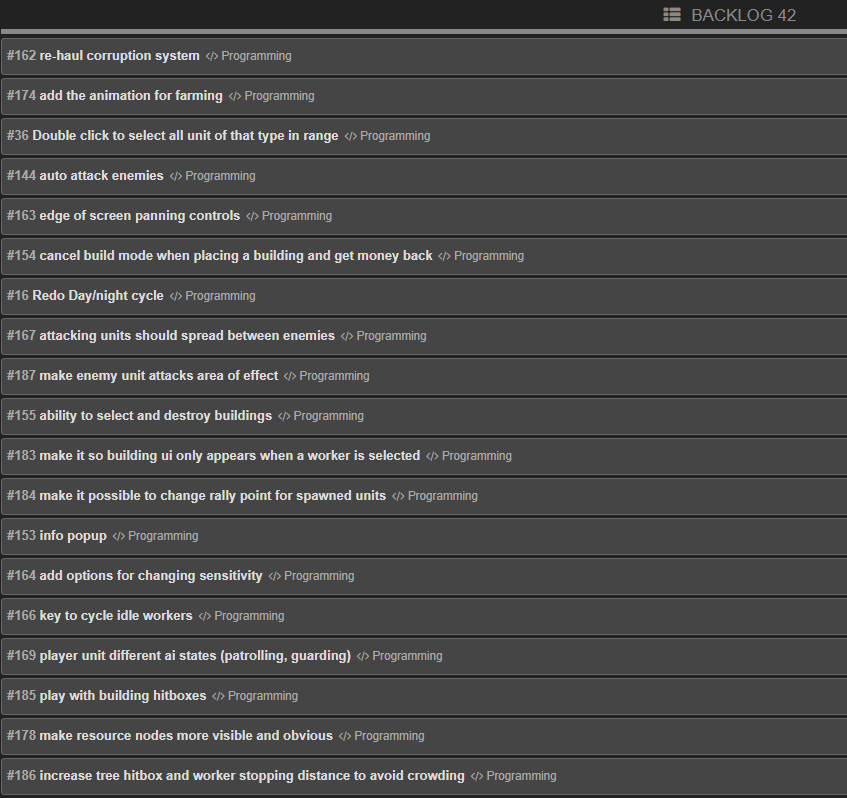 BACKLOG 42
#162 re-haul corruption system </> Programming
#174 add the animation for farming </> Programming
#36 Double click to select all unit of that type in range </> Programming
#144 auto attack enemies </> Programming
#163 edge of screen panning controls </> Programming
#154 cancel build mode when placing a building and get money back </> Programming
#16 Redo Day/night cycle </> Programming
#167 attacking units should spread between enemies </> Programming
#187 make enemy unit attacks area of effect </> Programming
#155 ability to select and destroy buildings </> Programming
#183 make it so building ui only appears when a worker is selected </> Programming
#184 make it possible to change rally point for spawned units </> Programming
#153 info popup </> Programming
#164 add options for changing sensitivity </> Programming
#166 key to cycle idle workers </> Programming
#169 player unit different ai states (patrolling, guarding) </> Programming
#185 play with building hitboxes </> Programming
#178 make resource nodes more visible and obvious </> Programming
#186 increase tree hitbox and worker stopping distance to avoid crowding </> Programming